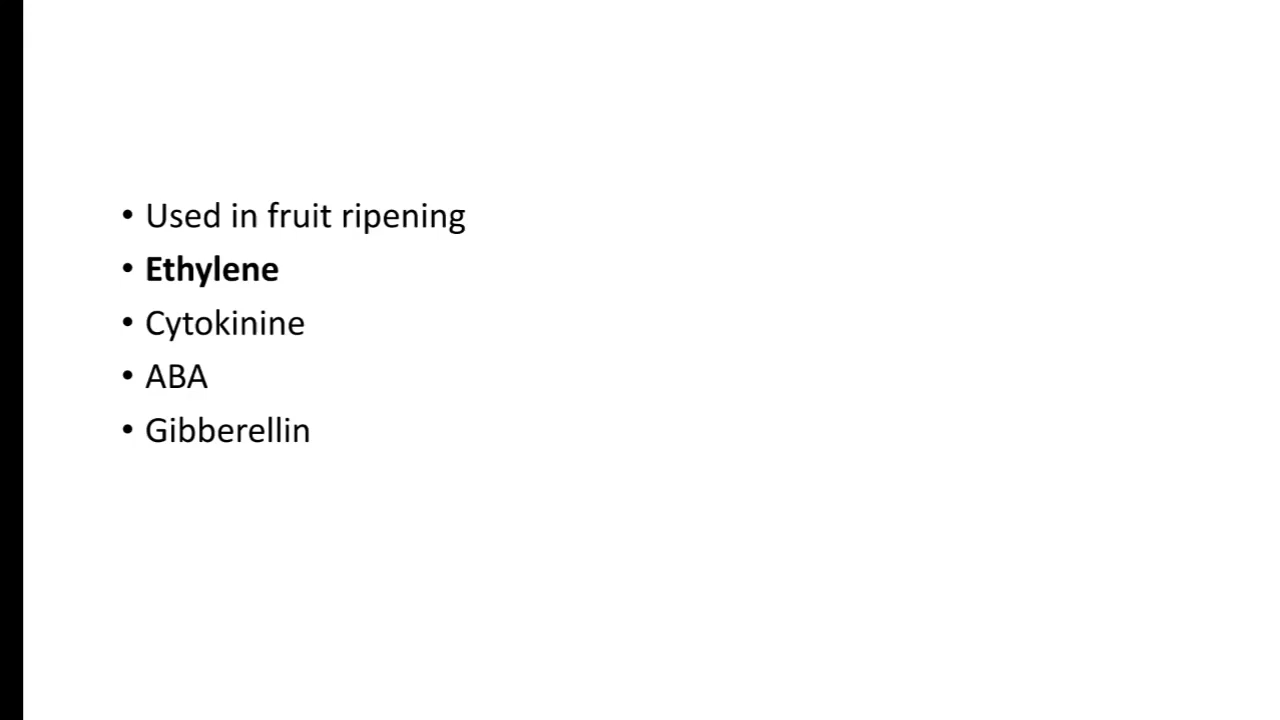 • Used in fruit ripening
• Ethylene
• Cytokinine
• ABA
• Gibberellin